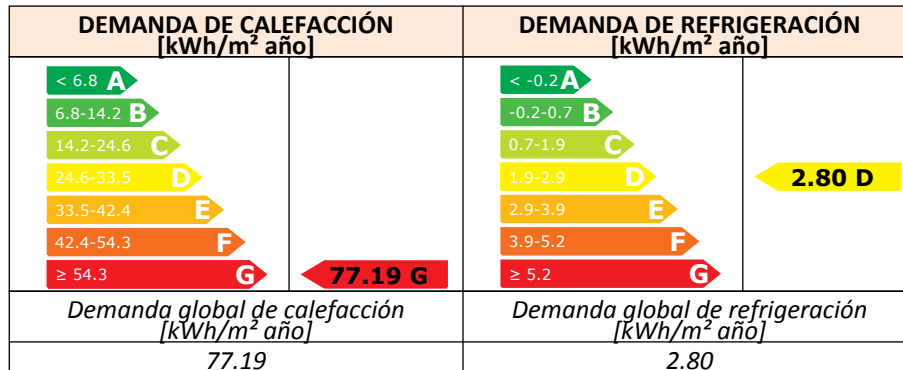 DEMANDA DE CALEFACCIÓN
[kWh/m² año]
DEMANDA DE REFRIGERACIÓN
[kWh/m² año]
< 6.8 A
6.8-14.2 B
14.2-24.6 C
24.6-33.5 D
33.5-42.4 E
42.4-54.3 F
≥ 54.3 G
77.19 G
< -0.2 A
-0.2-0.7 B
0.7-1.9 C
1.9-2.9 D
2.9-3.9 E
3.9-5.2 F
≥ 5.2 G
2.80 D
Demanda global de calefacción
[kWh/m² año]
Demanda global de refrigeración
[kWh/m² año]
77.19
2.80